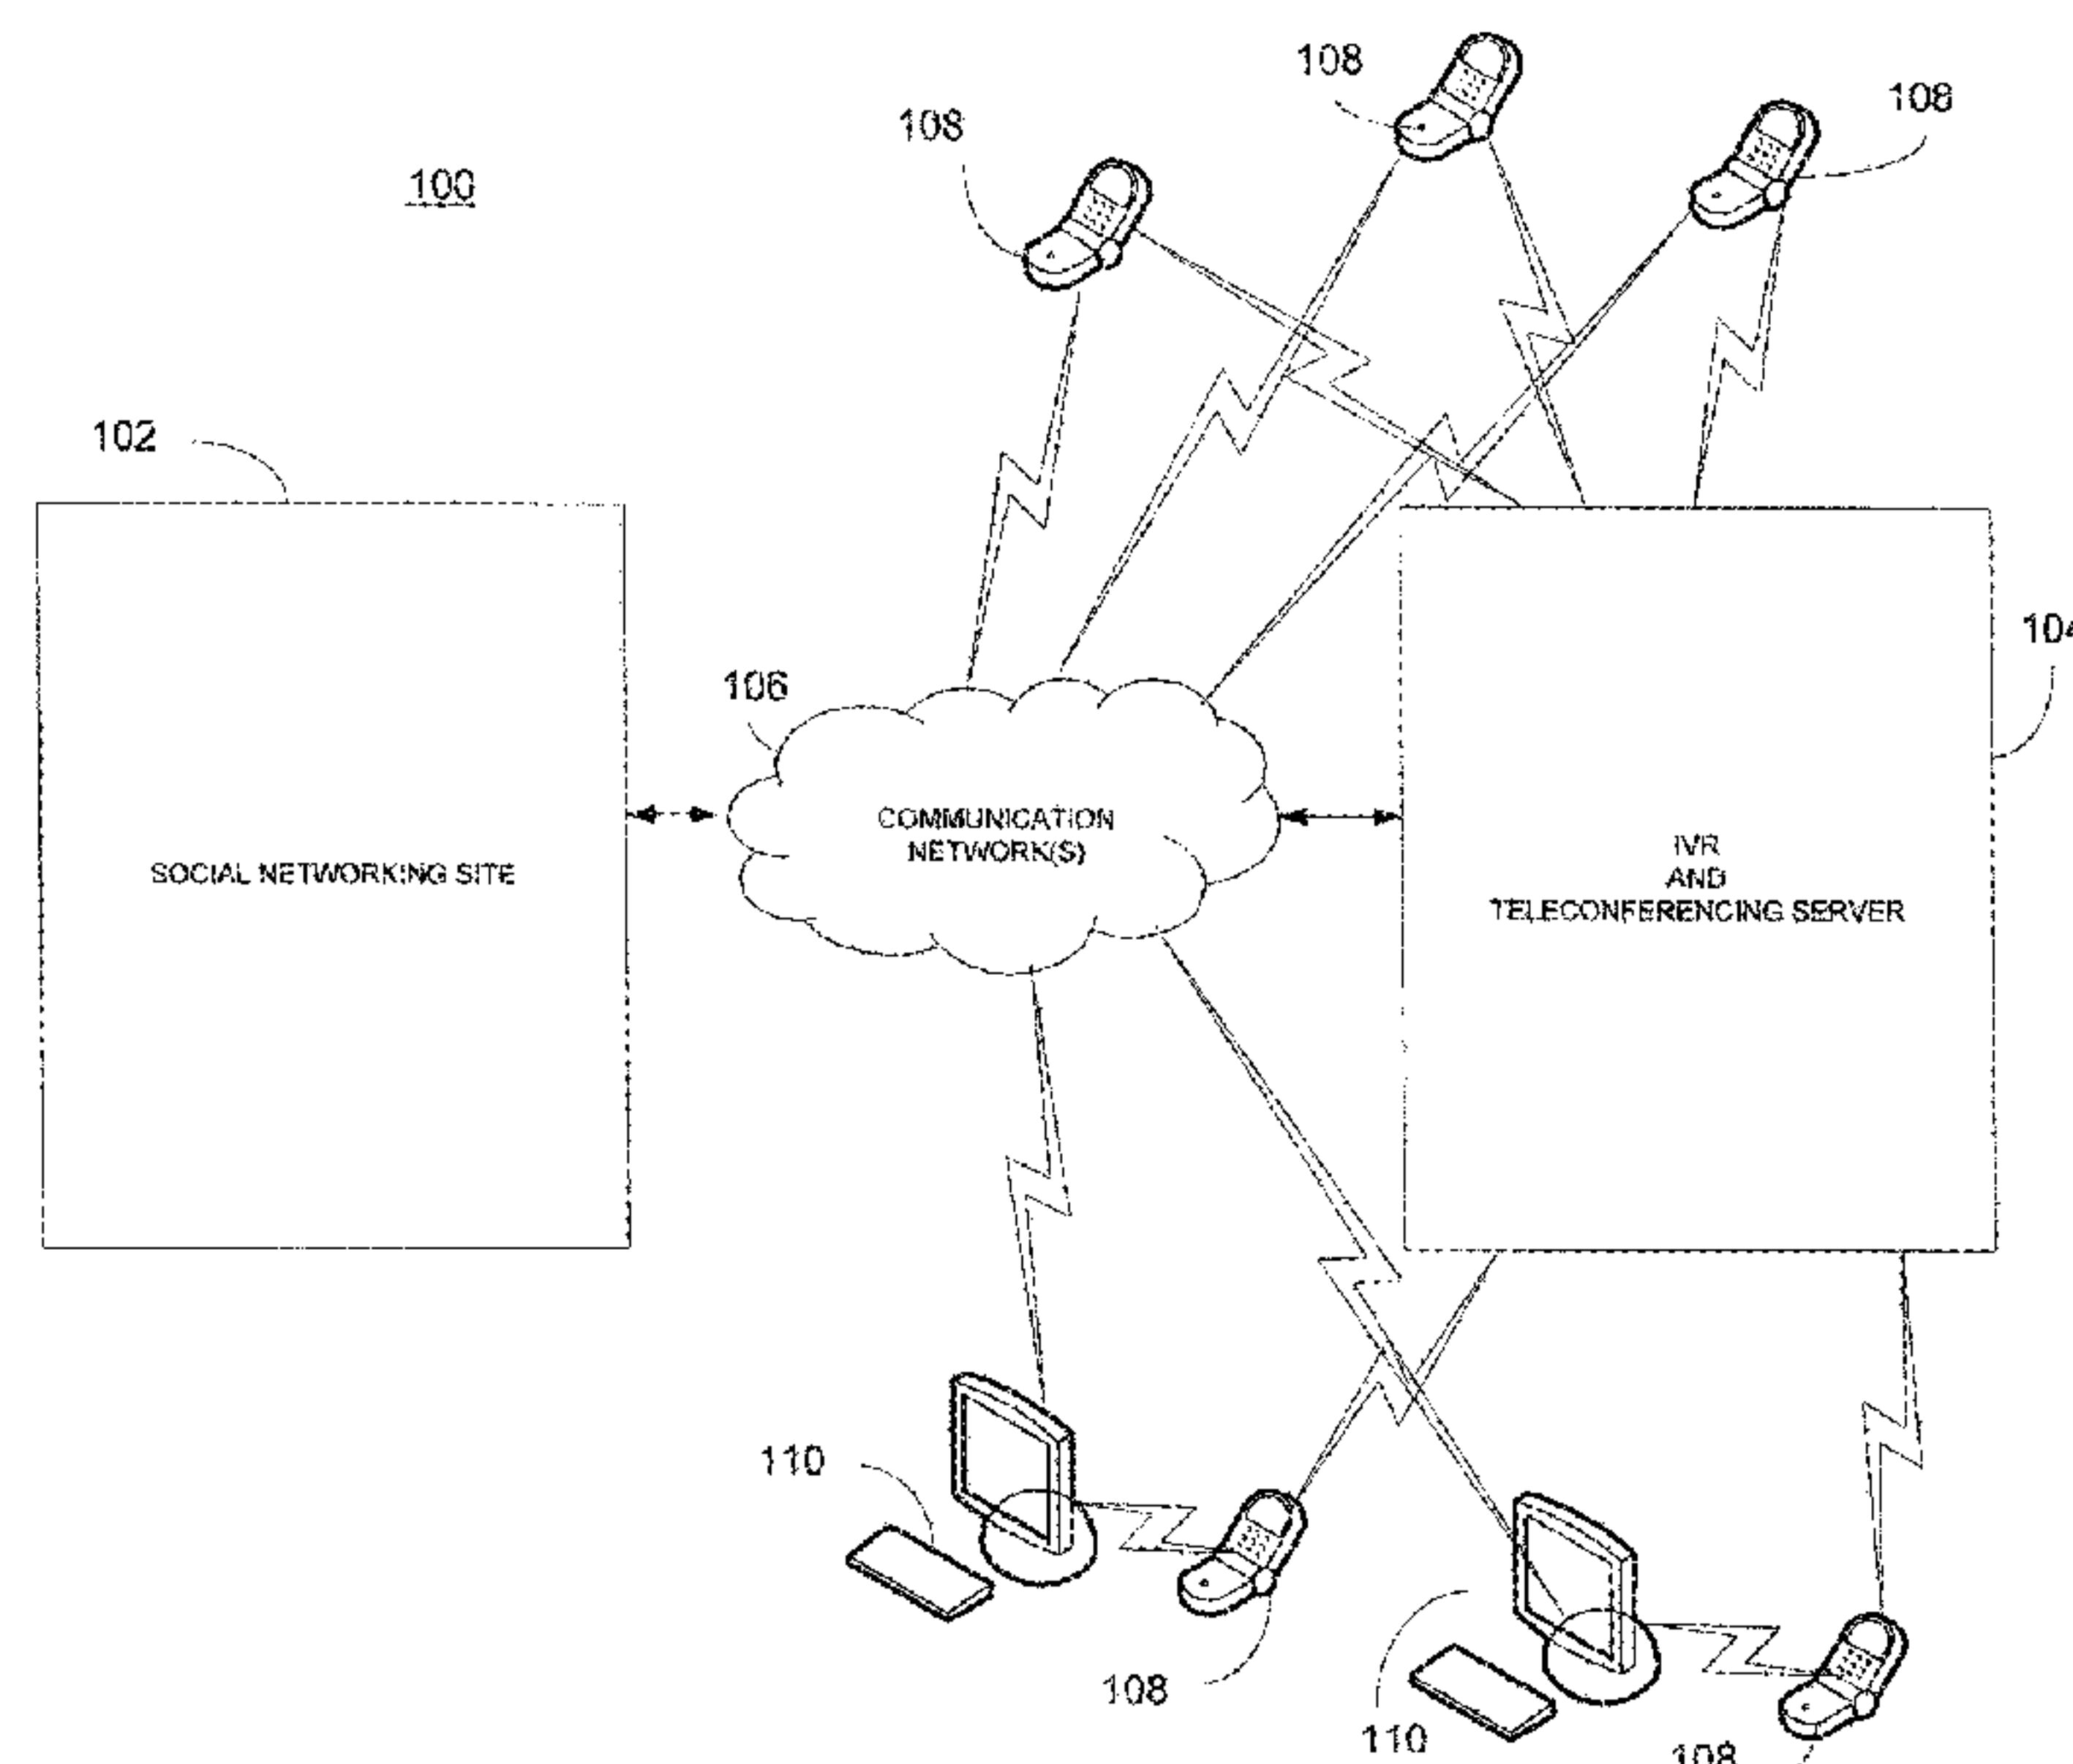 108
108
108
100
102
104
106
COMMUNICATION
NETWORK(S)
SOCIAL NETWORKING SITE
IVR
AND
TELECONFERENCING SERVER
110
108
110
108